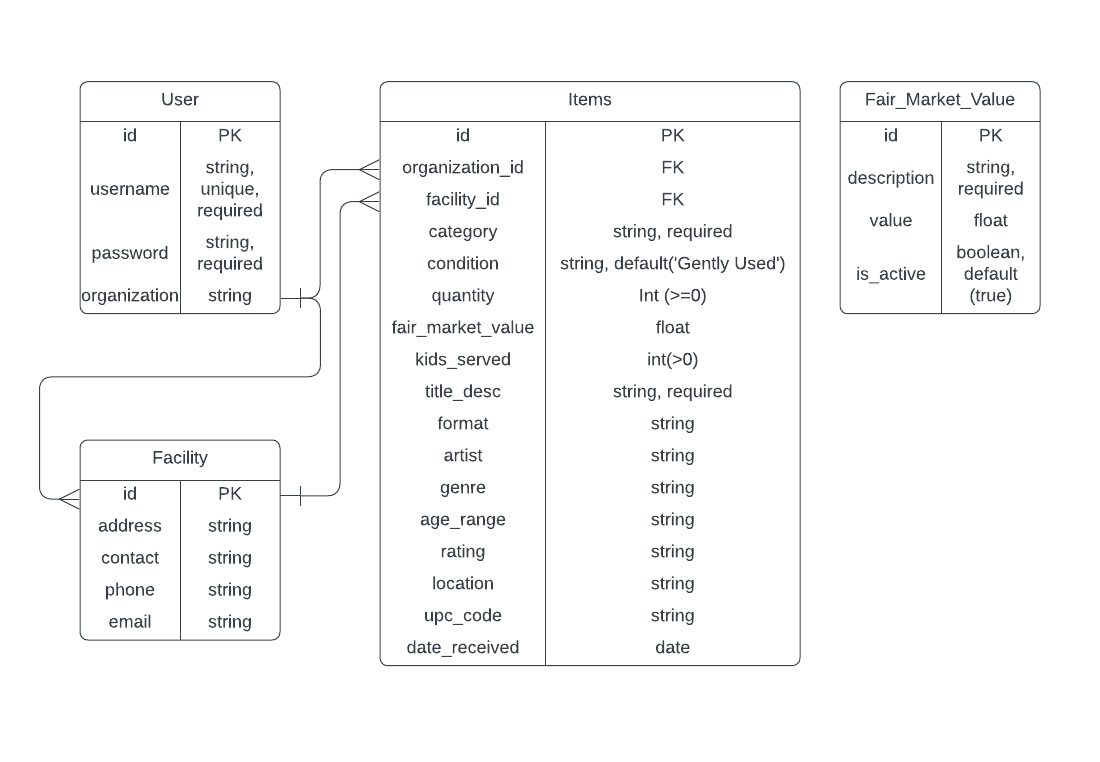 User
id PK
username string,
unique,
required
password string,
required
organization string
Items
id PK
organization_id FK
facility_id FK
category string, required
condition string, default('Gently Used')
quantity Int (>=0)
fair_market_value float
kids_served int(>0)
title_desc string, required
format string
artist string
genre string
age_range string
rating string
location string
upc_code string
date_received date
Fair_Market_Value
id PK
description string,
required
value float
is_active boolean,
default
(true)
Facility
id PK
address string
contact string
phone string
email string